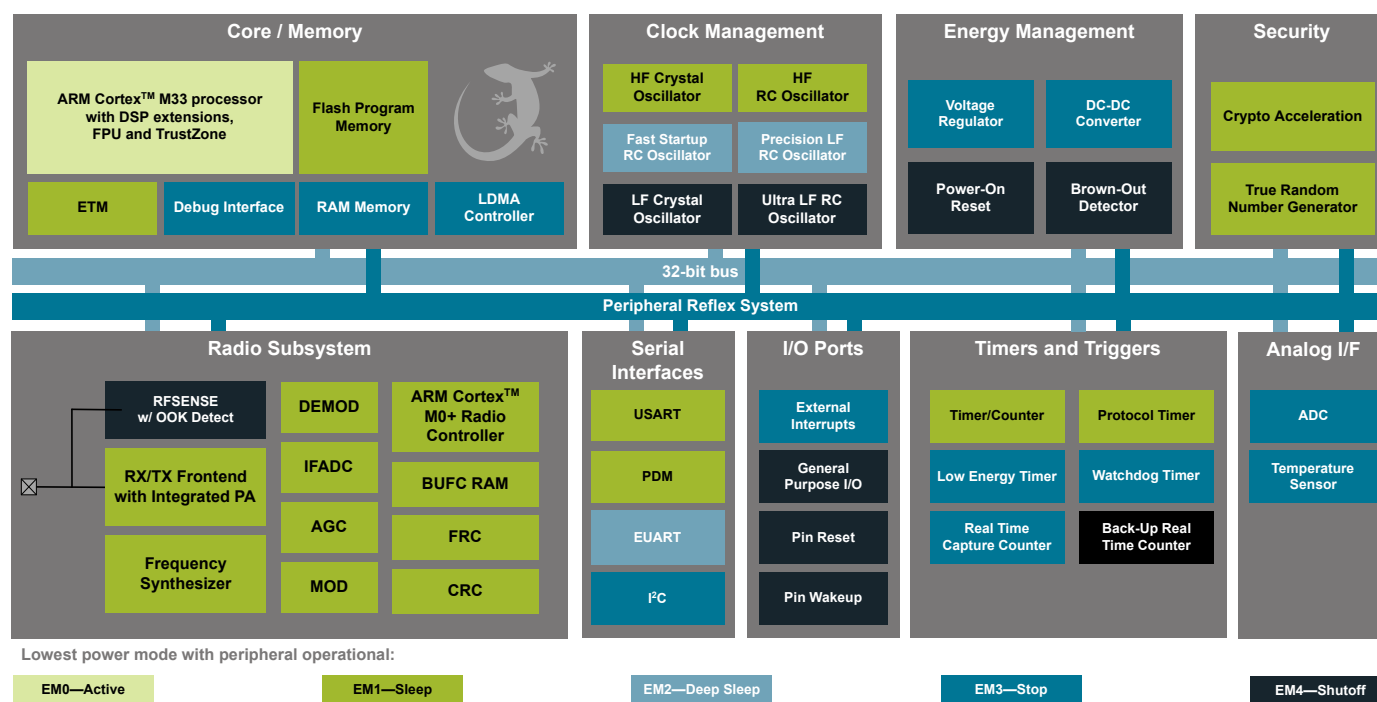 Core / Memory
ARM Cortex™ M33 processor
with DSP extensions,
FPU and TrustZone
Flash Program
Memory
ETM
Debug Interface
RAM Memory
LDMA
Controller
Clock Management
HF Crystal
Oscillator
HF
RC Oscillator
Fast Startup
RC Oscillator
Precision LF
RC Oscillator
LF Crystal
Oscillator
Ultra LF RC
Oscillator
Energy Management
Voltage
Regulator
DC-DC
Converter
Power-On
Reset
Brown-Out
Detector
Security
Crypto Acceleration
True Random
Number Generator
32-bit bus
Peripheral Reflex System
Radio Subsystem
RFSENSE
w/ OOK Detect
RX/TX Frontend
with Integrated PA
Frequency
Synthesizer
DEMOD
IFADC
AGC
MOD
ARM Cortex™
M0+ Radio
Controller
BUFC RAM
FRC
CRC
Serial
Interfaces
USART
PDM
EUART
I²C
I/O Ports
External
Interrupts
General
Purpose I/O
Pin Reset
Pin Wakeup
Timers and Triggers
Timer/Counter
Protocol Timer
Low Energy Timer
Watchdog Timer
Real Time
Capture Counter
Back-Up Real
Time Counter
Analog I/F
ADC
Temperature
Sensor
Lowest power mode with peripheral operational:
EM0—Active
EM1—Sleep
EM2—Deep Sleep
EM3—Stop
EM4—Shutoff